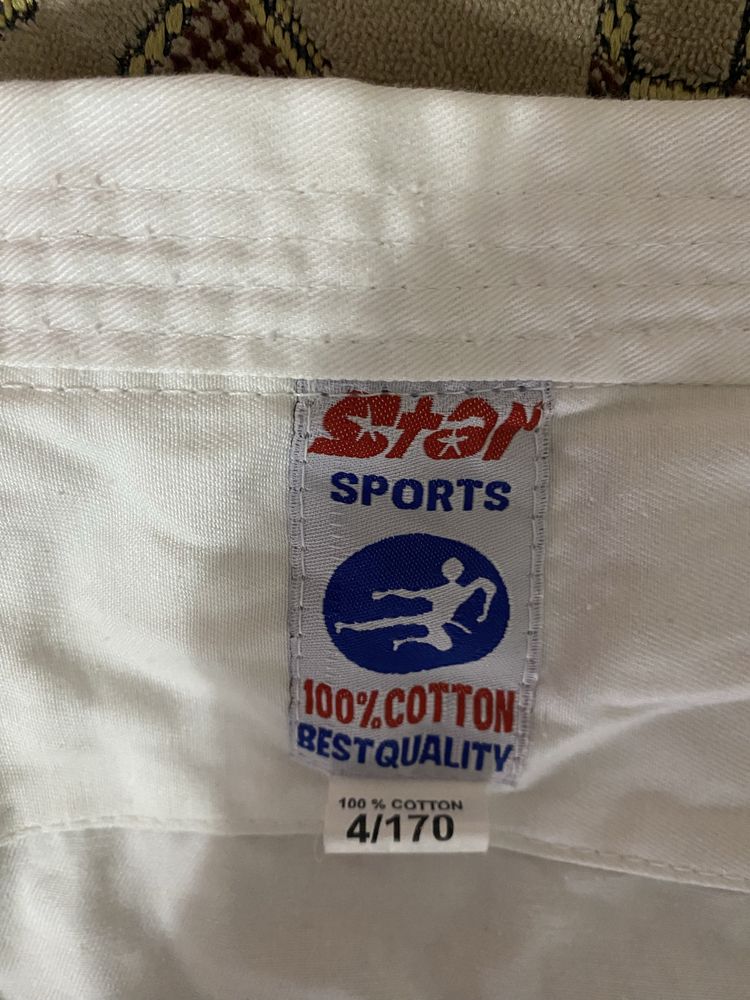 Star
SPORTS
100%COTTON
BESTQUALITY
100 % COTTON
4/170